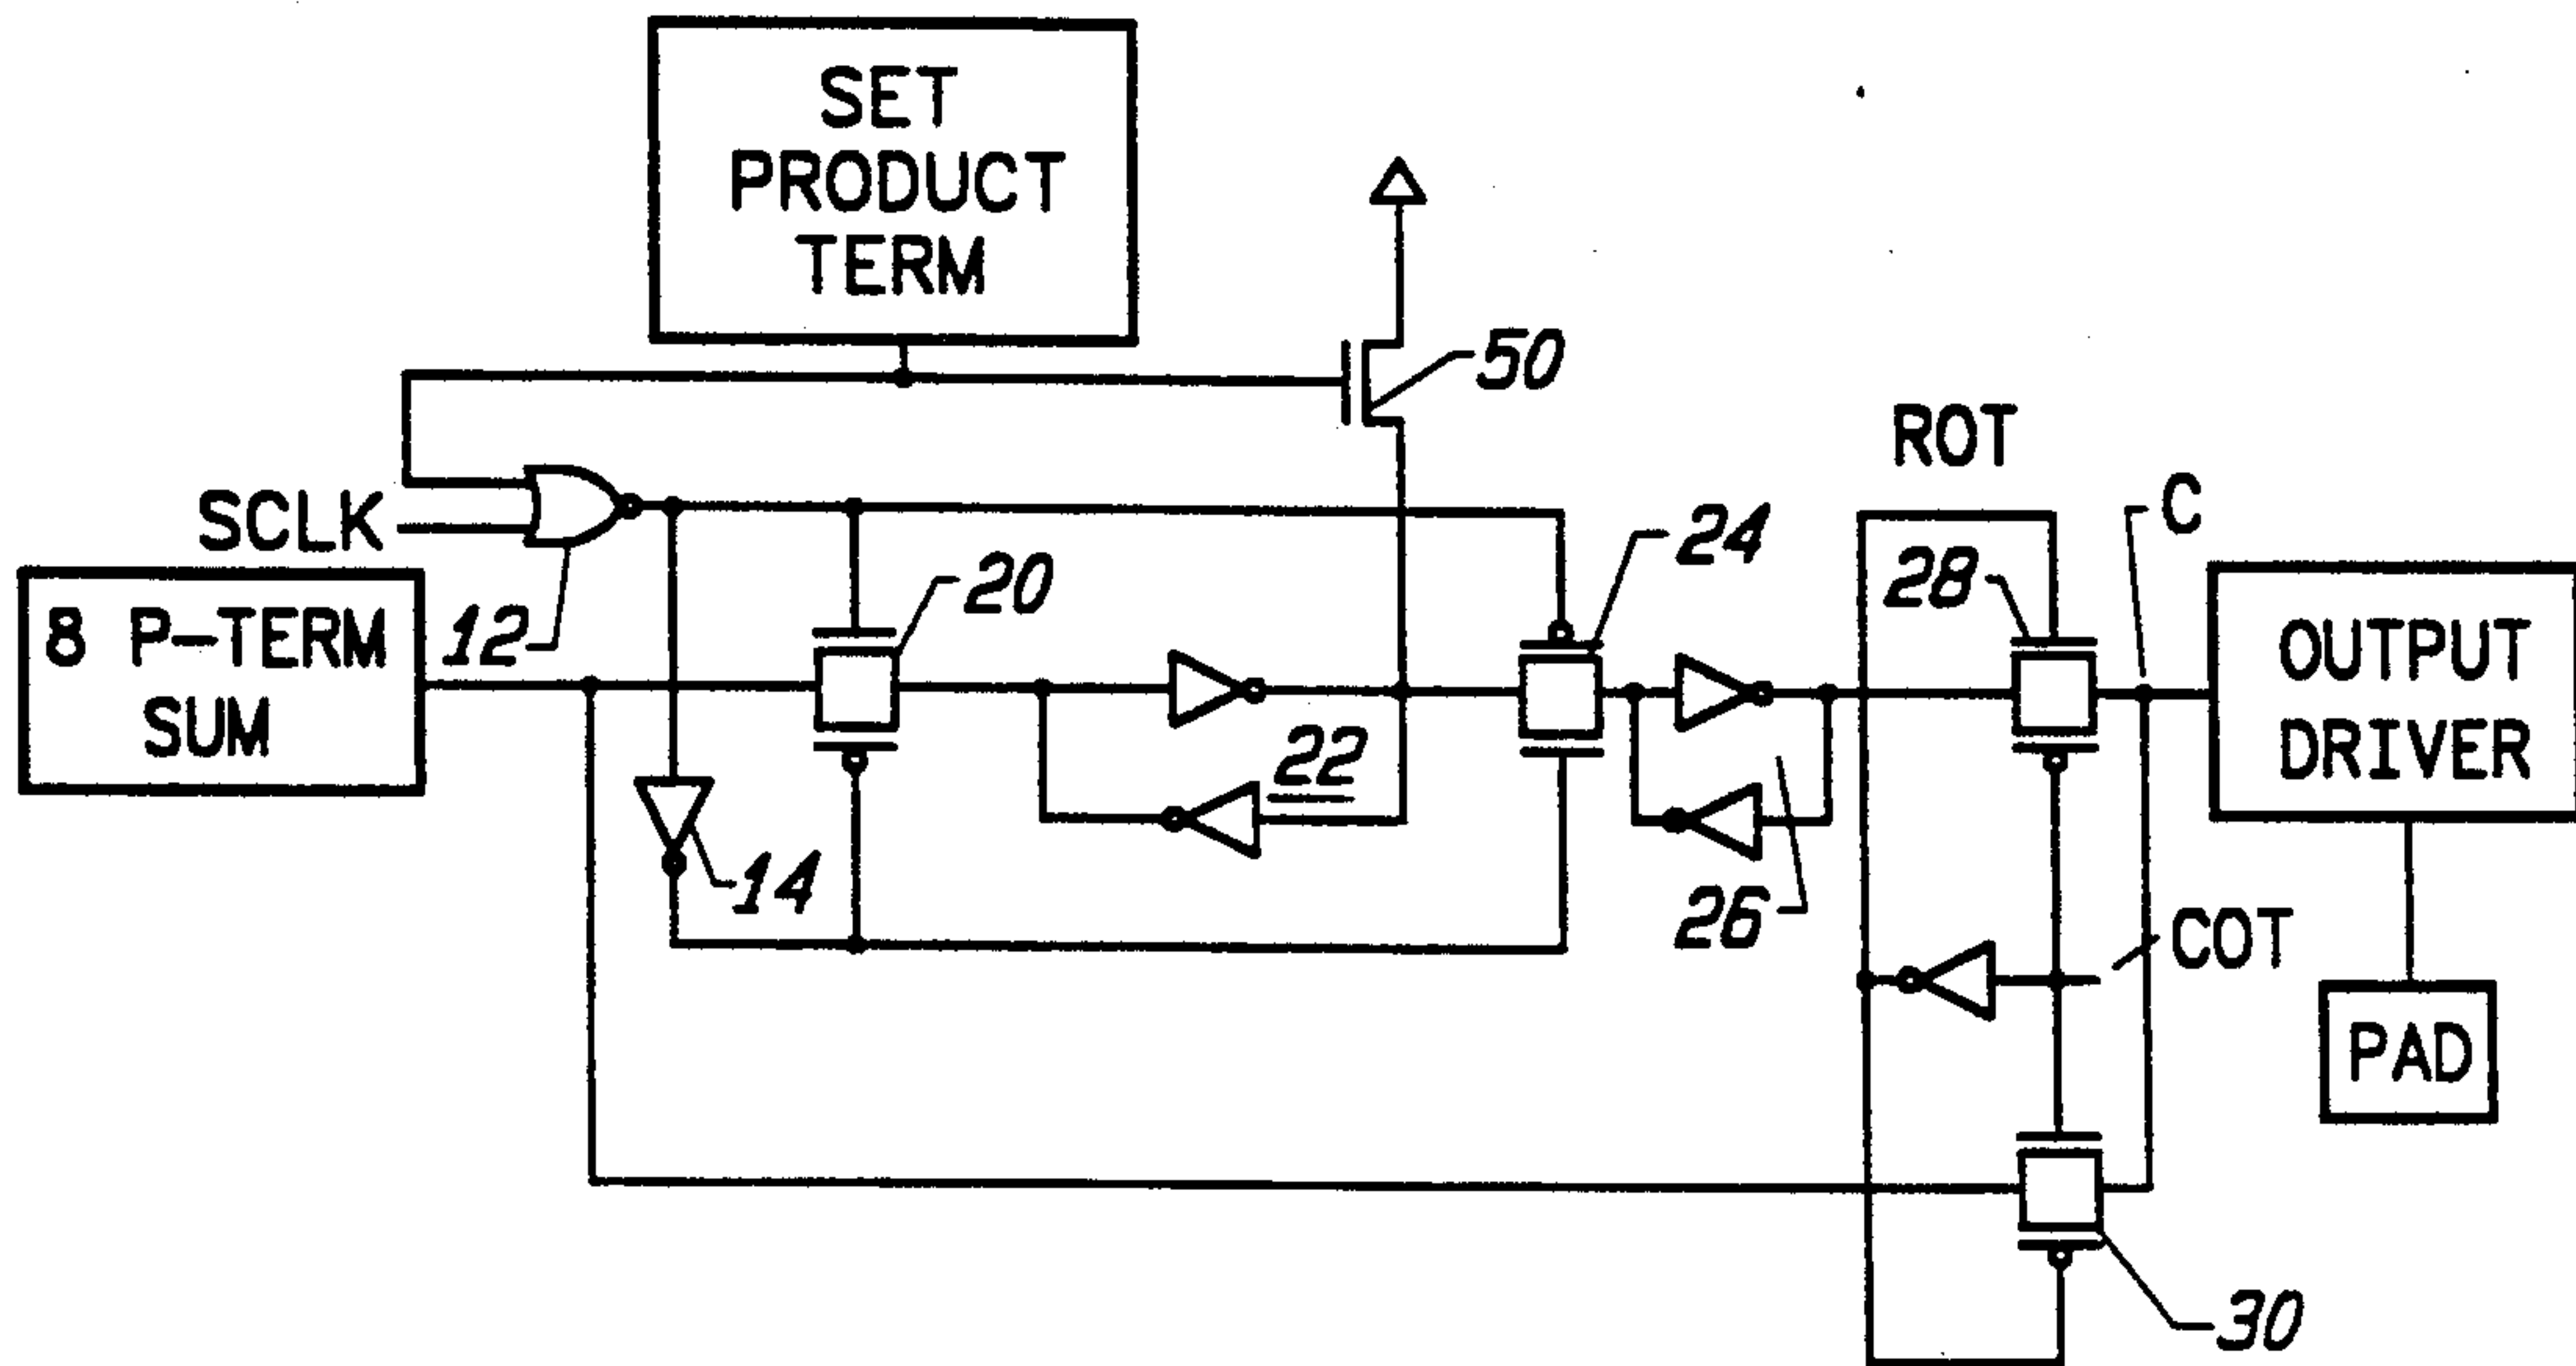 SET
PRODUCT
TERM
50
ROT
C
SCLK
12
20
24
28
8 P-TERM
SUM
OUTPUT
DRIVER
22
14
26
COT
PAD
30